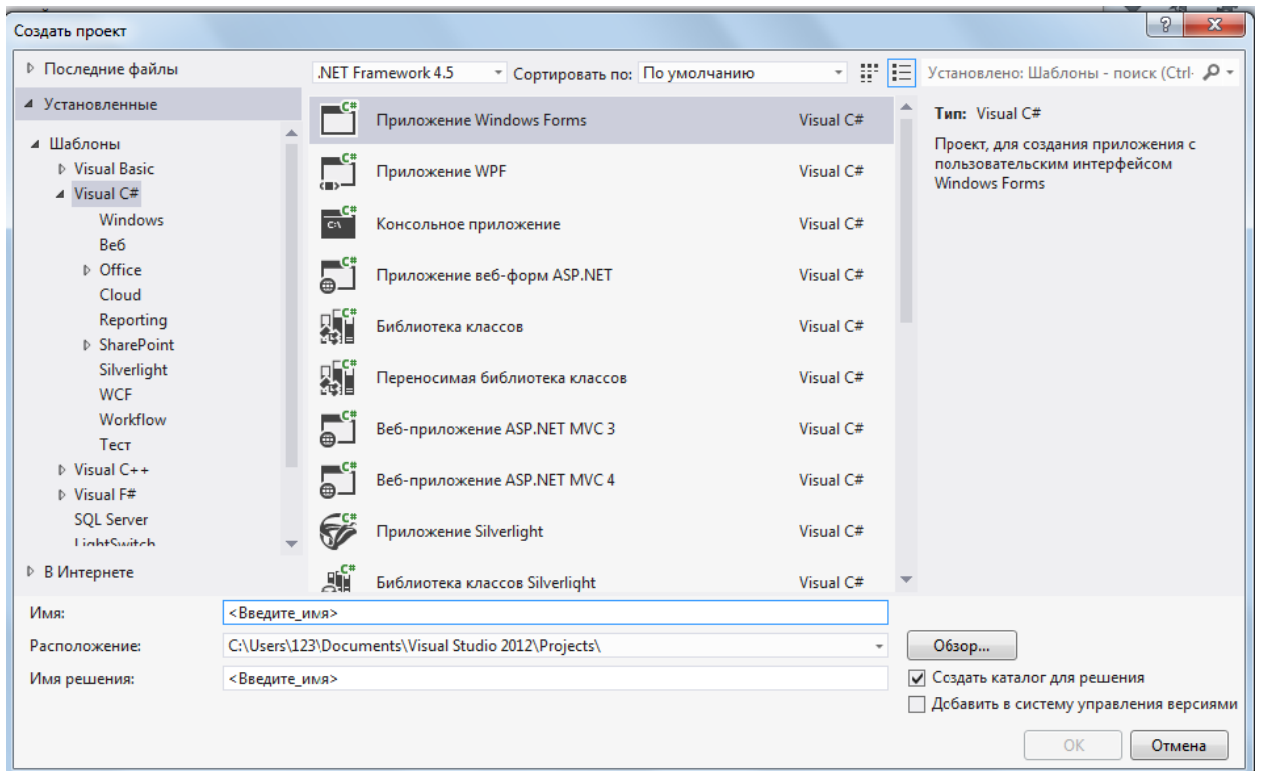 Создать проект
Последние файлы
Установленные
Шаблоны
Visual Basic
Visual C#
Windows
Веб
Office
Cloud
Reporting
SharePoint
Silverlight
WCF
Workflow
Тест
Visual C++
Visual F#
SQL Server
LightSwitch
В Интернете
.NET Framework 4.5
Сортировать по: По умолчанию
Установлено: Шаблоны - поиск (Ctrl-
Приложение Windows Forms Visual C#
Приложение WPF Visual C#
Консольное приложение Visual C#
Приложение веб-форм ASP.NET Visual C#
Библиотека классов Visual C#
Переносимая библиотека классов Visual C#
Веб-приложение ASP.NET MVC 3 Visual C#
Веб-приложение ASP.NET MVC 4 Visual C#
Приложение Silverlight Visual C#
Библиотека классов Silverlight Visual C#
Тип: Visual C#
Проект, для создания приложения с
пользовательским интерфейсом
Windows Forms
Имя: <Введите_имя>
Расположение: C:\Users\123\Documents\Visual Studio 2012\Projects\
Обзор...
Имя решения: <Введите_имя>
Создать каталог для решения
Добавить в систему управления версиями
OK
Отмена